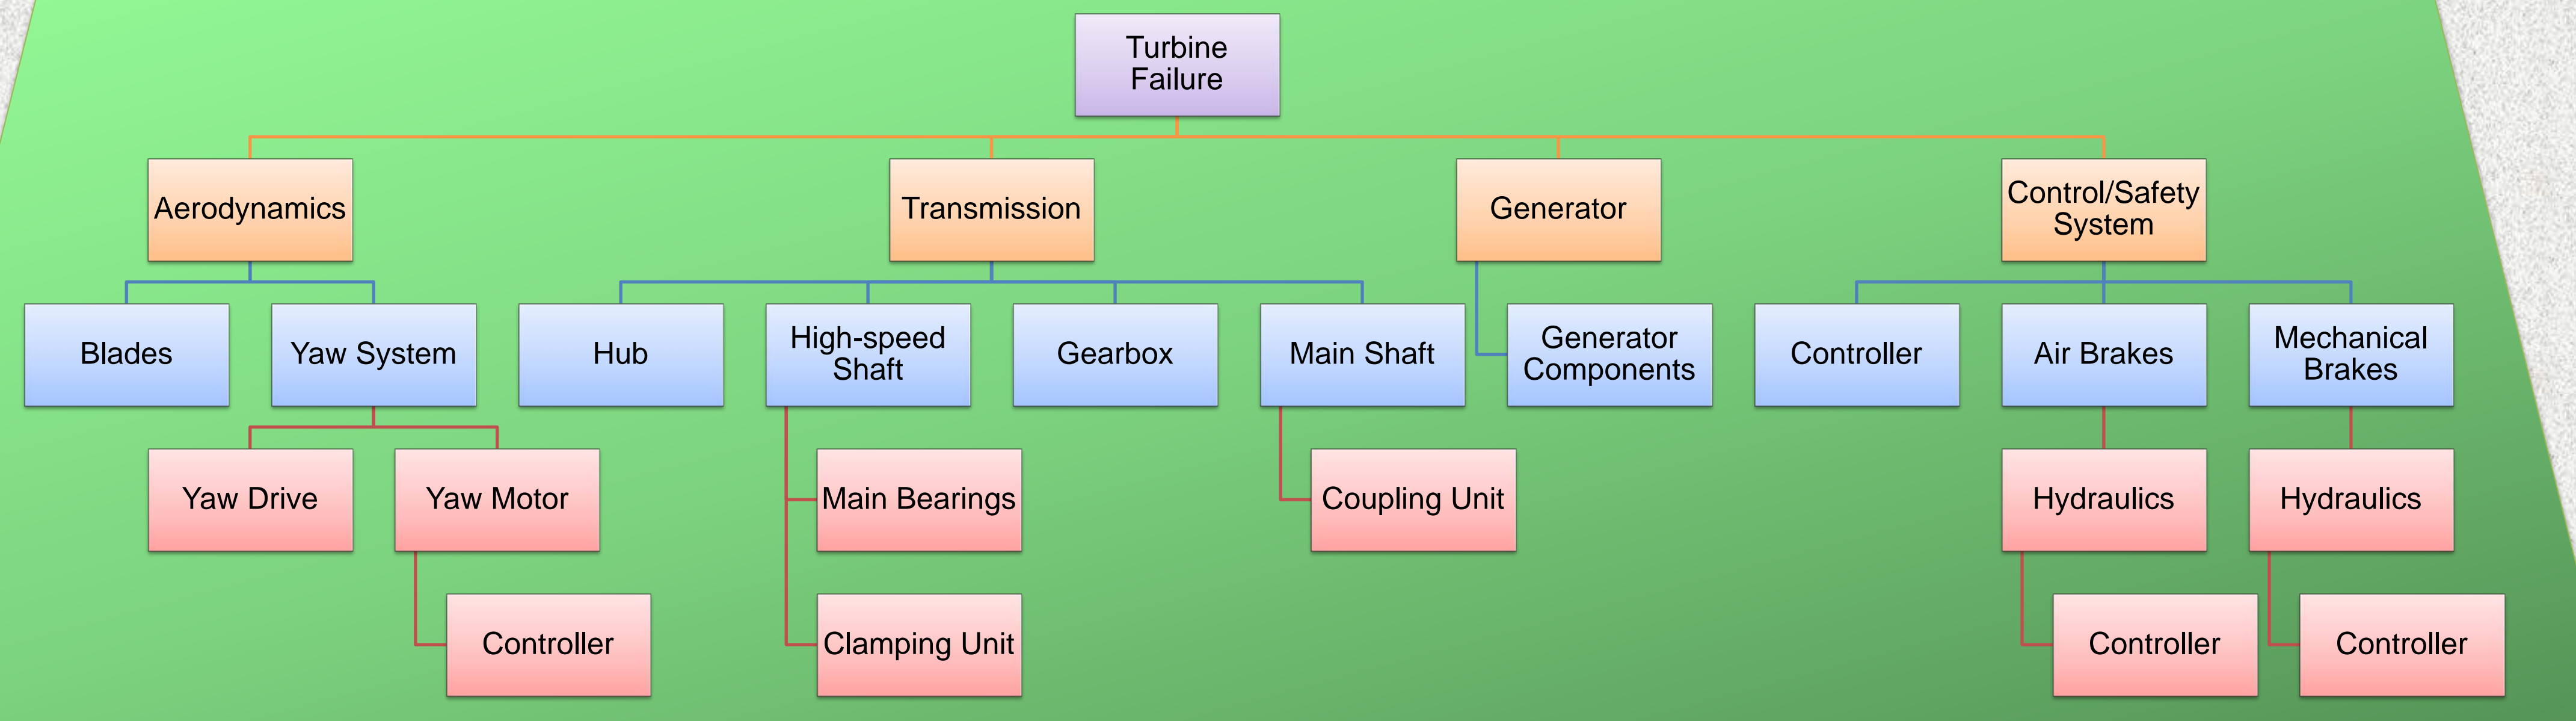 Turbine
Failure
Aerodynamics
Transmission
Generator
Control/Safety
System
Blades
Yaw System
Hub
High-speed
Shaft
Gearbox
Main Shaft
Generator
Components
Controller
Air Brakes
Mechanical
Brakes
Yaw Drive
Yaw Motor
Main Bearings
Coupling Unit
Hydraulics
Hydraulics
Controller
Clamping Unit
Controller
Controller